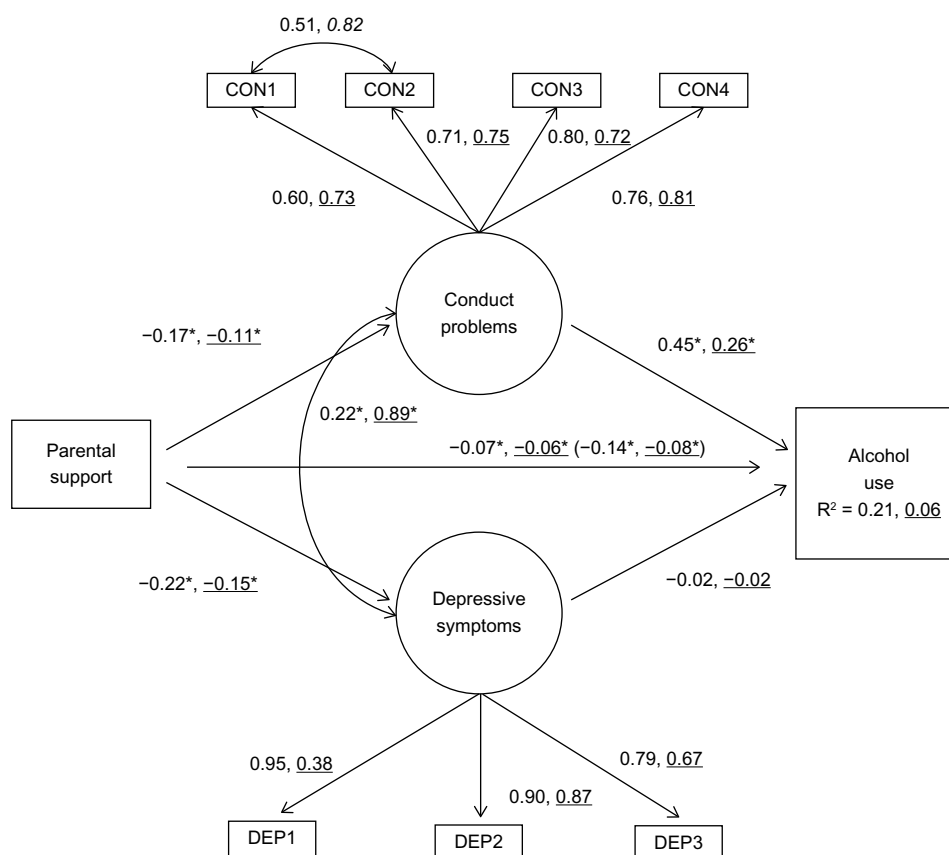 0.51, 0.82
CON1
CON2
CON3
CON4
0.71, 0.75
0.80, 0.72
0.60, 0.73
0.76, 0.81
Conduct
problems
−0.17*, −0.11*
0.45*, 0.26*
0.22*, 0.89*
Parental
support
−0.07*, −0.06* (−0.14*, −0.08*)
Alcohol
use
R² = 0.21, 0.06
−0.22*, −0.15*
−0.02, −0.02
Depressive
symptoms
0.95, 0.38
0.90, 0.87
0.79, 0.67
DEP1
DEP2
DEP3